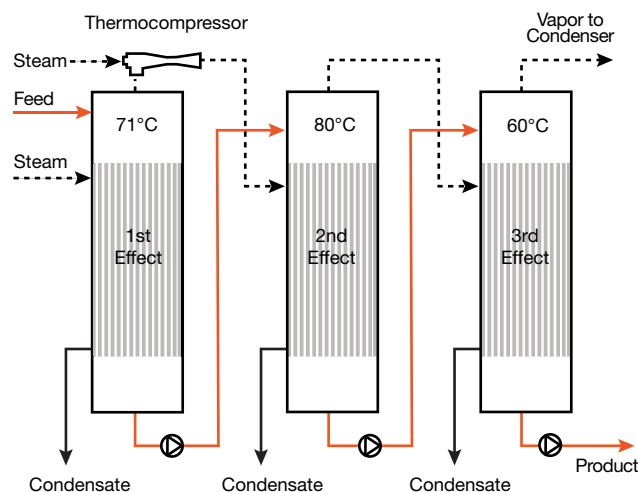 Thermocompressor
Vapor to
Condenser
Steam
Feed
71°C
80°C
60°C
Steam
1st
Effect
2nd
Effect
3rd
Effect
Product
Condensate
Condensate
Condensate